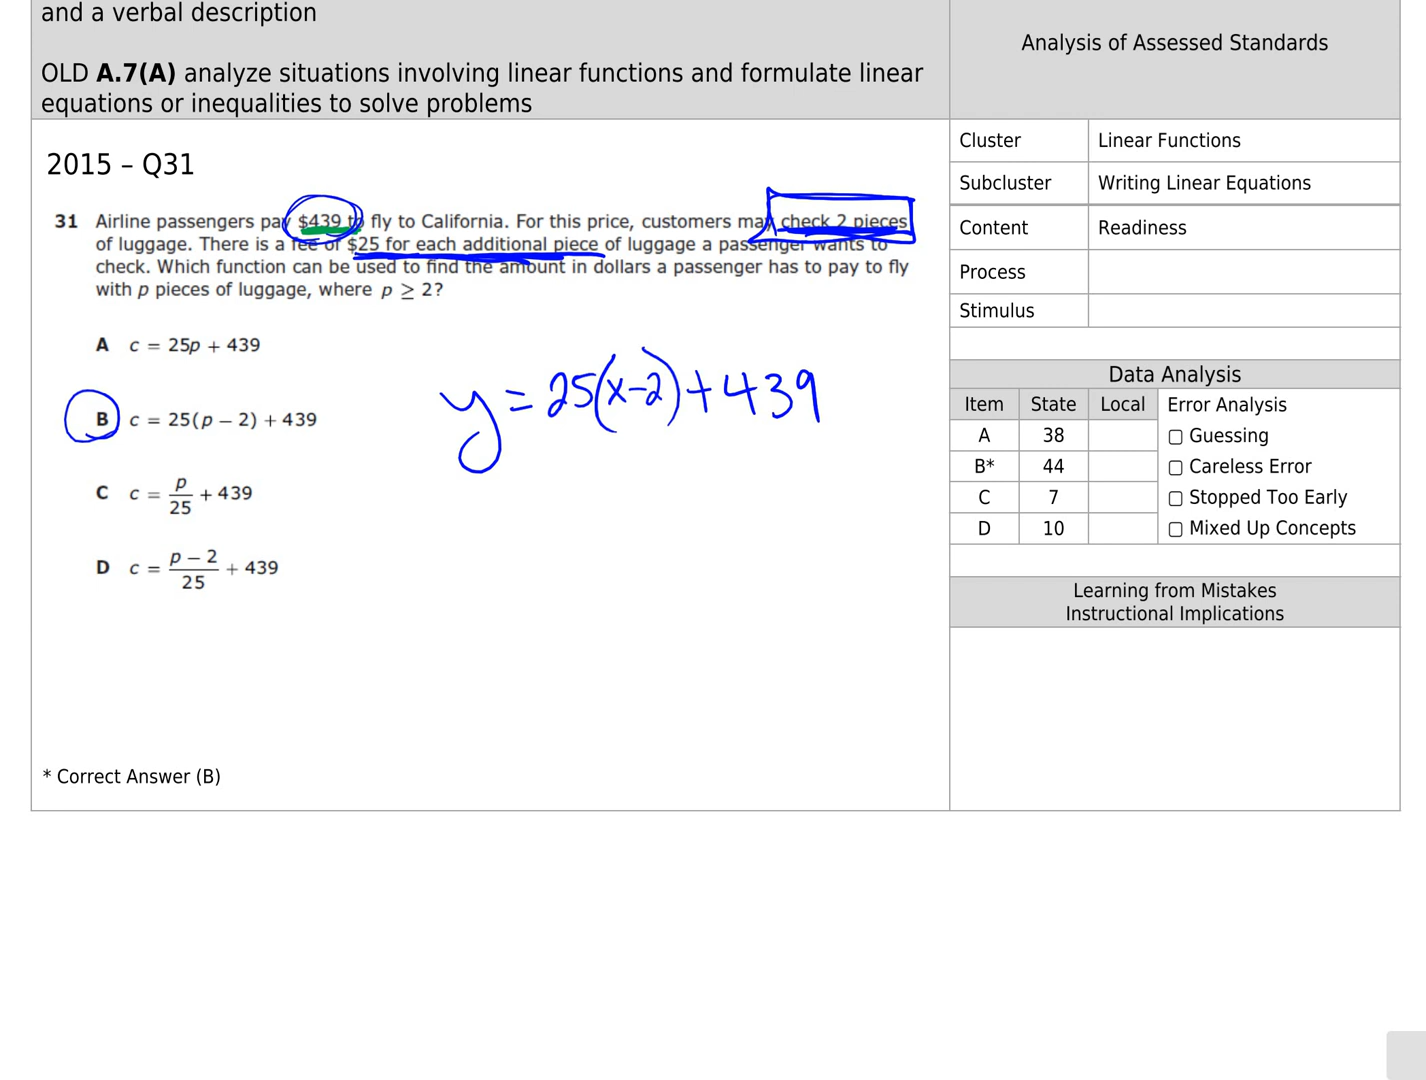 and a verbal description
OLD A.7(A) analyze situations involving linear functions and formulate linear
equations or inequalities to solve problems
Analysis of Assessed Standards
2015 – Q31
31 Airline passengers pay $439 to fly to California. For this price, customers may check 2 pieces
of luggage. There is a fee of $25 for each additional piece of luggage a passenger wants to
check. Which function can be used to find the amount in dollars a passenger has to pay to fly
with p pieces of luggage, where p ≥ 2?
A c = 25p + 439
B c = 25(p – 2) + 439
C c = p/25 + 439
D c = (p – 2)/25 + 439
y = 25(x-2) + 439
* Correct Answer (B)
Cluster Linear Functions
Subcluster Writing Linear Equations
Content Readiness
Process
Stimulus
Data Analysis
Item State Local Error Analysis
A 38 ▢ Guessing
B* 44 ▢ Careless Error
C 7 ▢ Stopped Too Early
D 10 ▢ Mixed Up Concepts
Learning from Mistakes
Instructional Implications